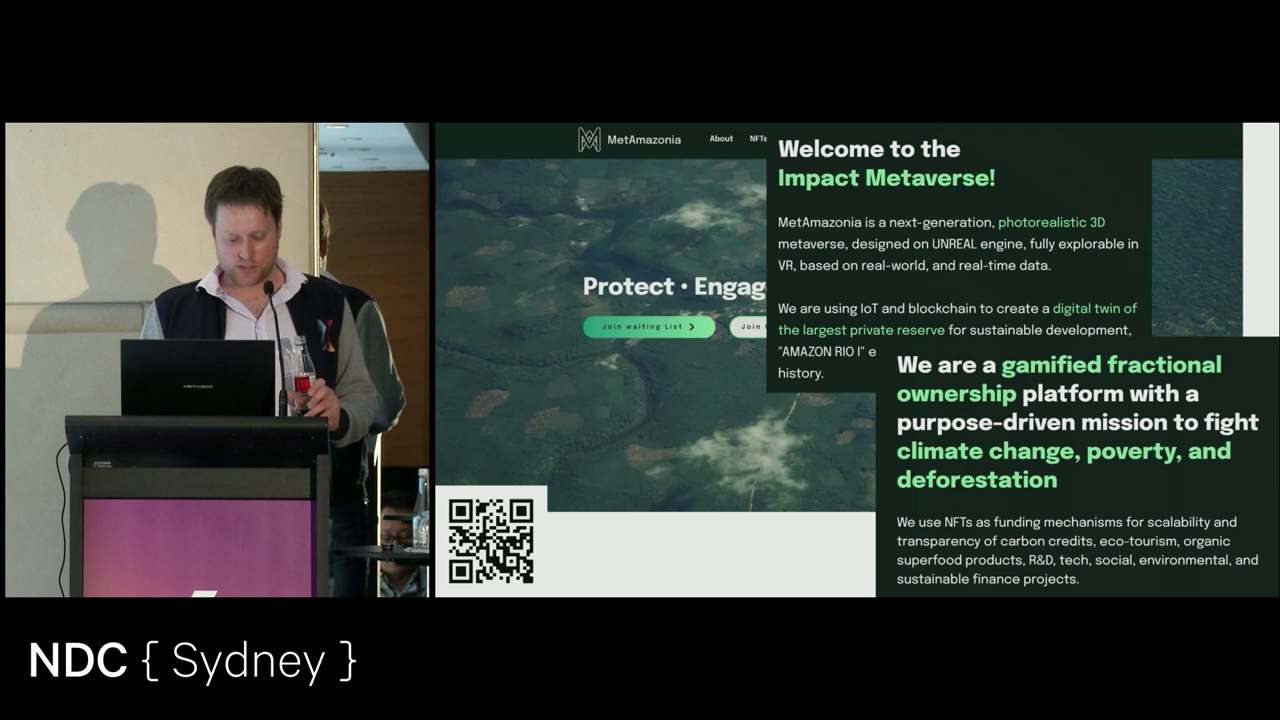 MetAmazonia About NFTs
Protect • Engag
Join waiting List
Join
Welcome to the
Impact Metaverse!
MetAmazonia is a next-generation, photorealistic 3D
metaverse, designed on UNREAL engine, fully explorable in
VR, based on real-world, and real-time data.
We are using IoT and blockchain to create a digital twin of
the largest private reserve for sustainable development,
"AMAZON RIO I" e
history.
We are a gamified fractional
ownership platform with a
purpose-driven mission to fight
climate change, poverty, and
deforestation
We use NFTs as funding mechanisms for scalability and
transparency of carbon credits, eco-tourism, organic
superfood products, R&D, tech, social, environmental, and
sustainable finance projects.
METABOX
NDC { Sydney }